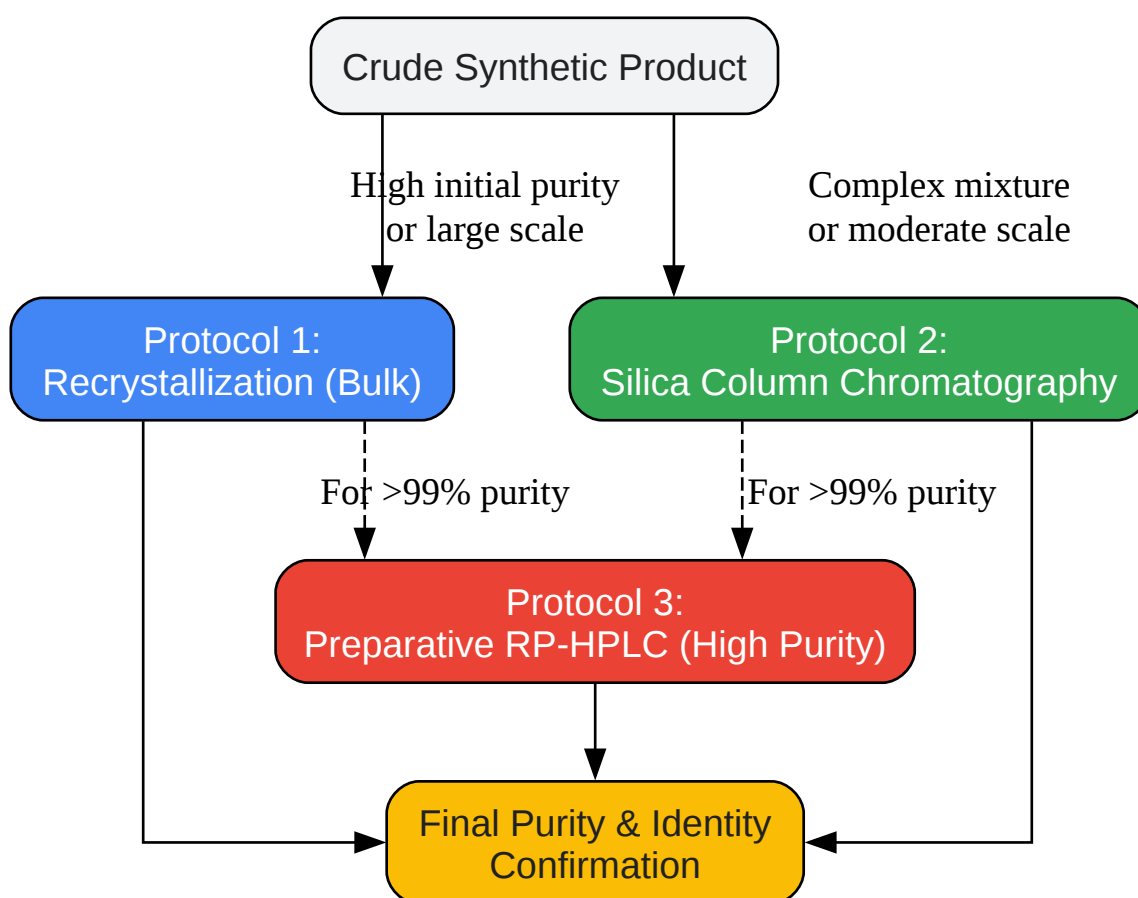 Crude Synthetic Product
High initial purity
or large scale
Complex mixture
or moderate scale
Protocol 1:
Recrystallization (Bulk)
Protocol 2:
Silica Column Chromatography
For >99% purity
For >99% purity
Protocol 3:
Preparative RP-HPLC (High Purity)
Final Purity & Identity
Confirmation